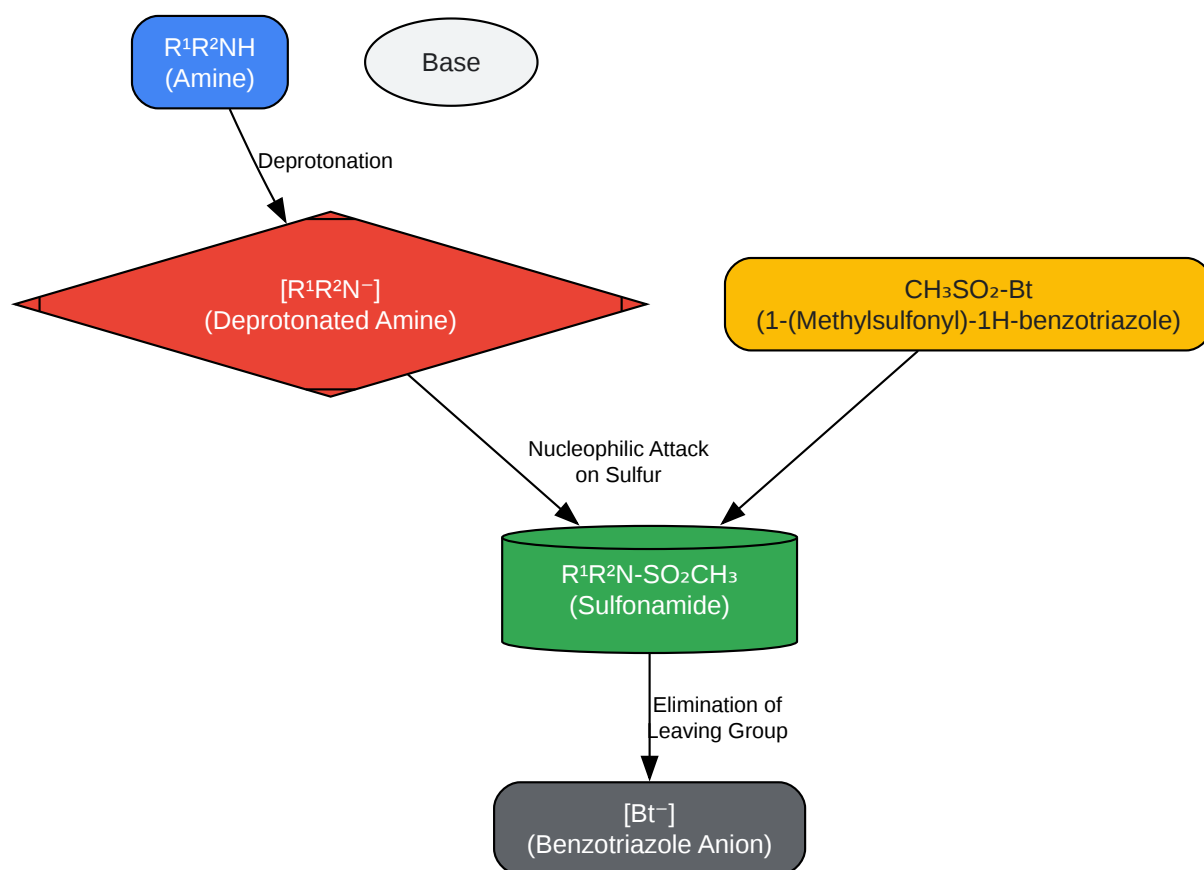 R¹R²NH
(Amine)
Base
Deprotonation
[R¹R²N⁻]
(Deprotonated Amine)
CH₃SO₂-Bt
(1-(Methylsulfonyl)-1H-benzotriazole)
Nucleophilic Attack
on Sulfur
R¹R²N-SO₂CH₃
(Sulfonamide)
Elimination of
Leaving Group
[Bt⁻]
(Benzotriazole Anion)